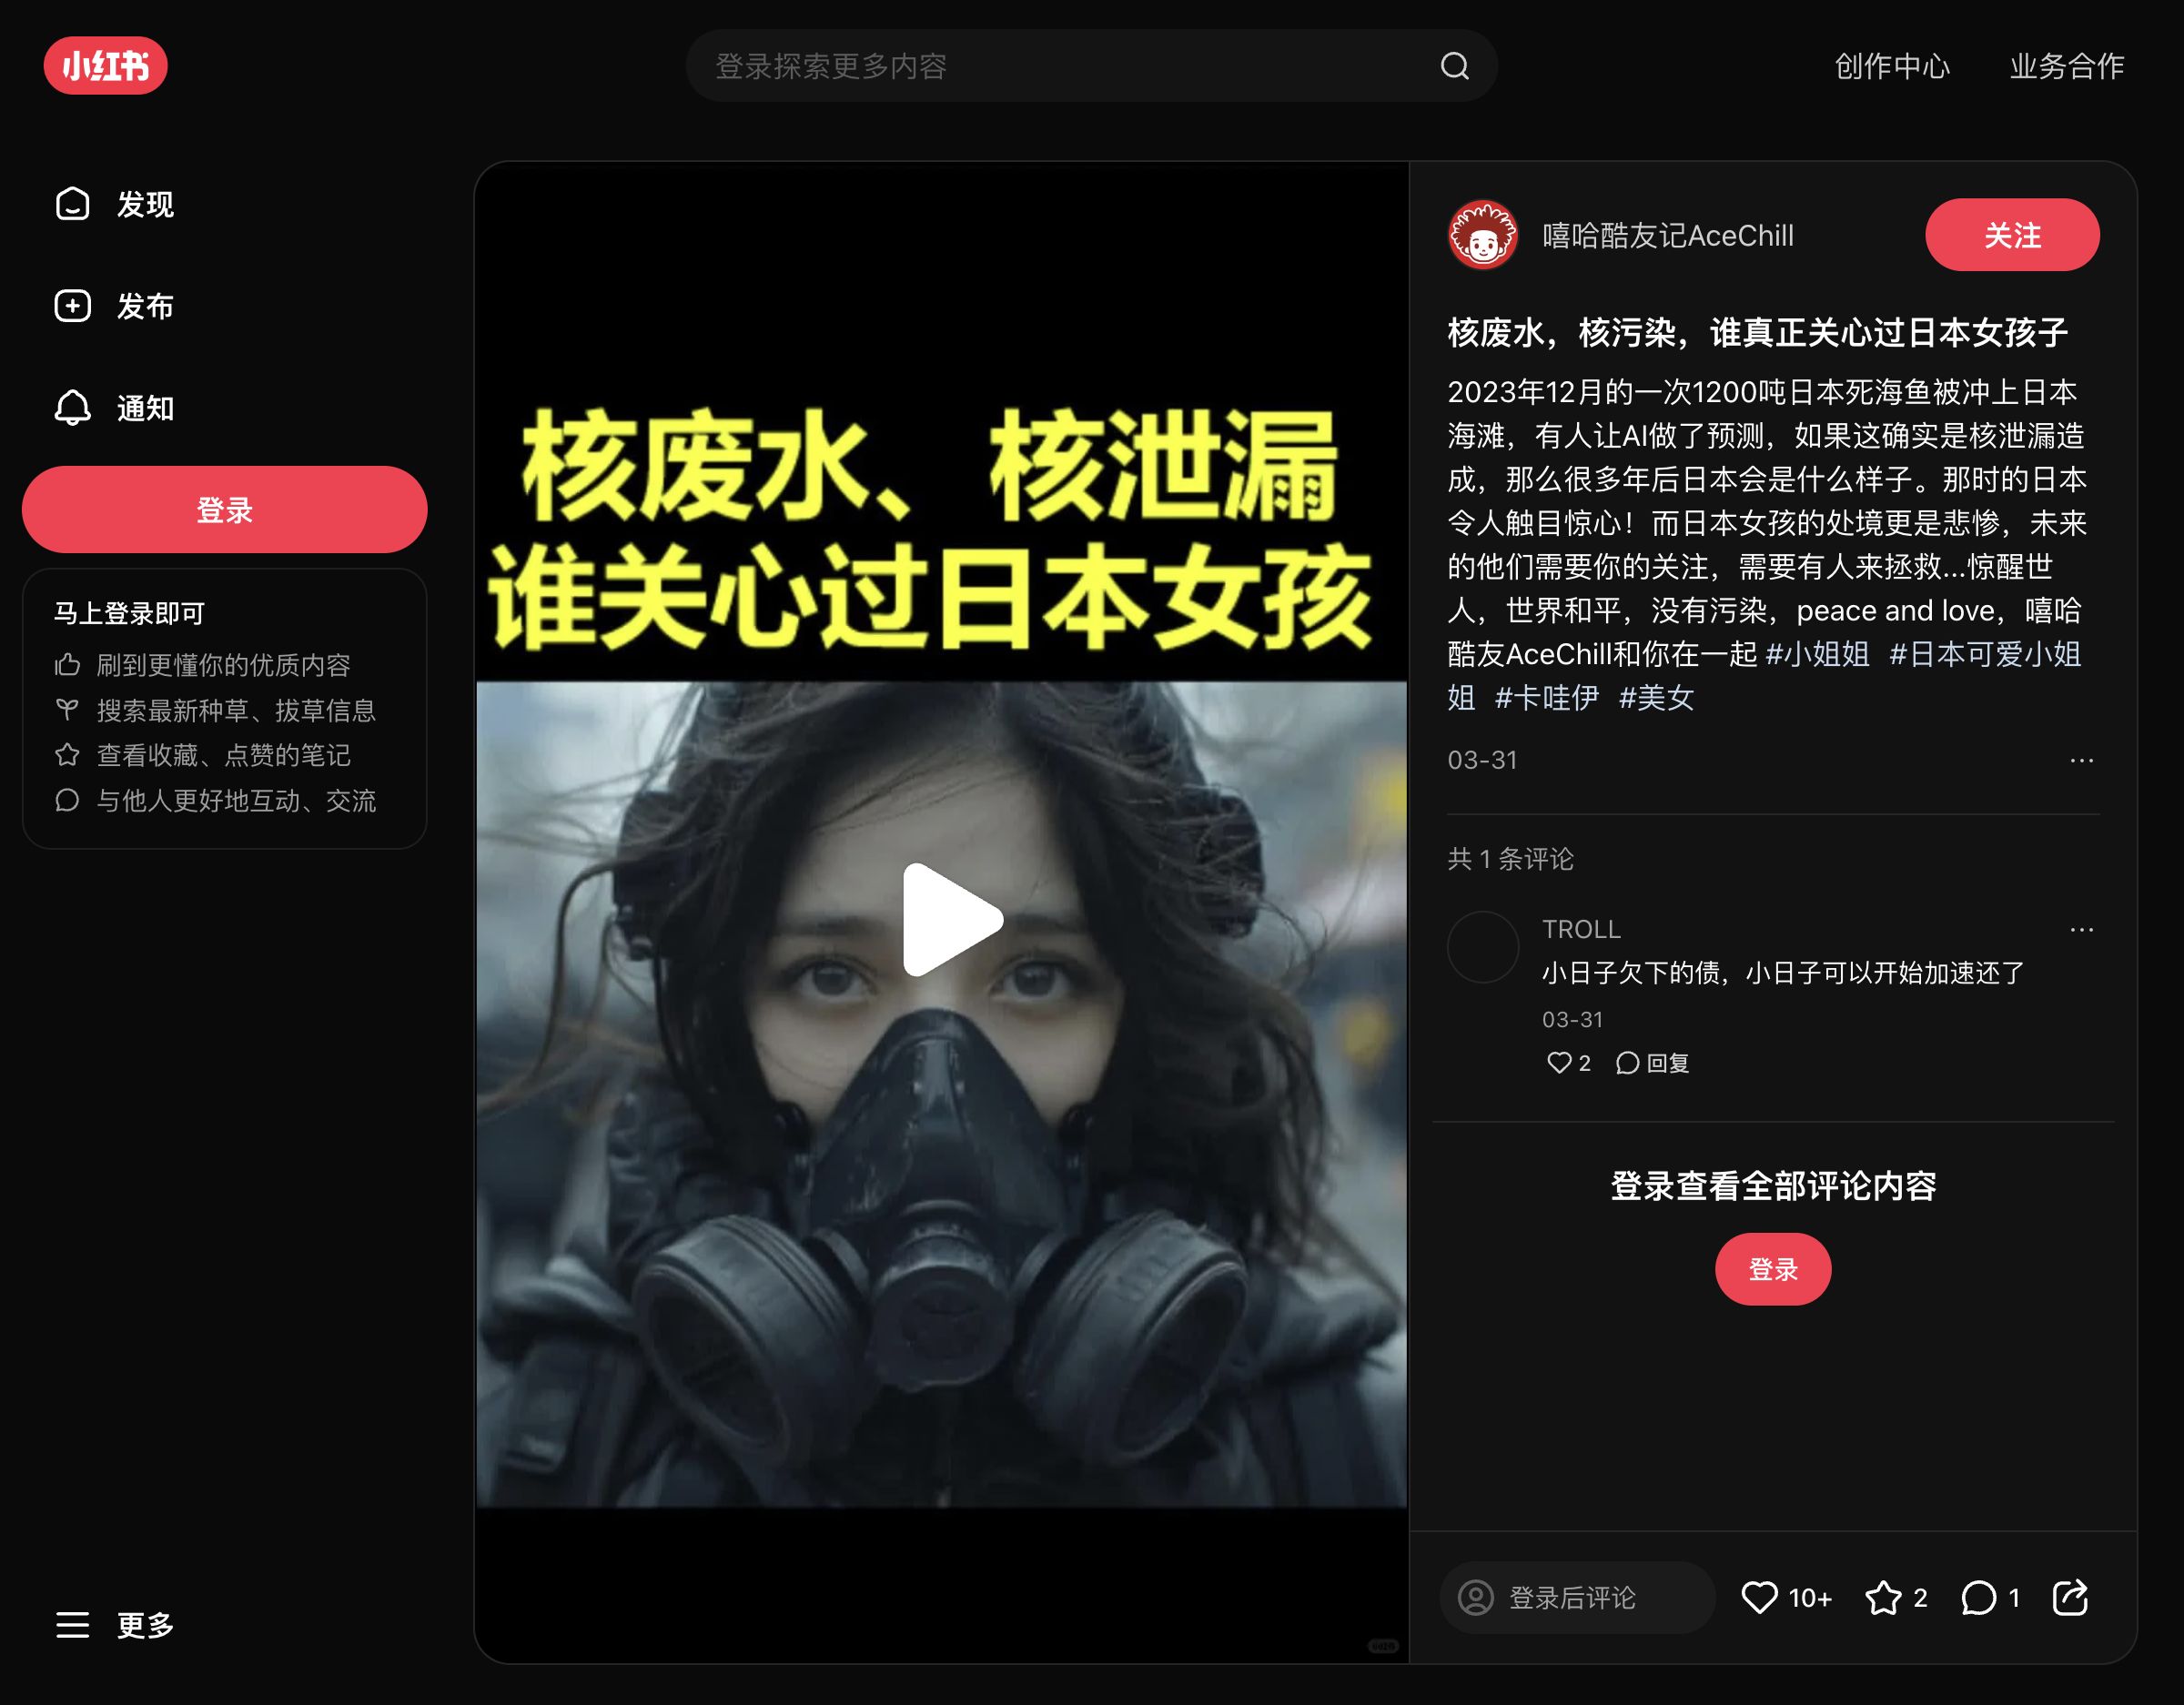 小红书
登录探索更多内容
创作中心
业务合作
发现
发布
通知
登录
马上登录即可
刷到更懂你的优质内容
搜索最新种草、拔草信息
查看收藏、点赞的笔记
与他人更好地互动、交流
更多
核废水、核泄漏
谁关心过日本女孩
嘻哈酷友记AceChill
关注
核废水，核污染，谁真正关心过日本女孩子
2023年12月的一次1200吨日本死海鱼被冲上日本
海滩，有人让AI做了预测，如果这确实是核泄漏造
成，那么很多年后日本会是什么样子。那时的日本
令人触目惊心！而日本女孩的处境更是悲惨，未来
的他们需要你的关注，需要有人来拯救...惊醒世
人，世界和平，没有污染，peace and love，嘻哈
酷友AceChill和你在一起 #小姐姐 #日本可爱小姐
姐 #卡哇伊 #美女
03-31
共 1 条评论
TROLL
小日子欠下的债，小日子可以开始加速还了
03-31
2
回复
登录查看全部评论内容
登录
登录后评论
10+
2
1